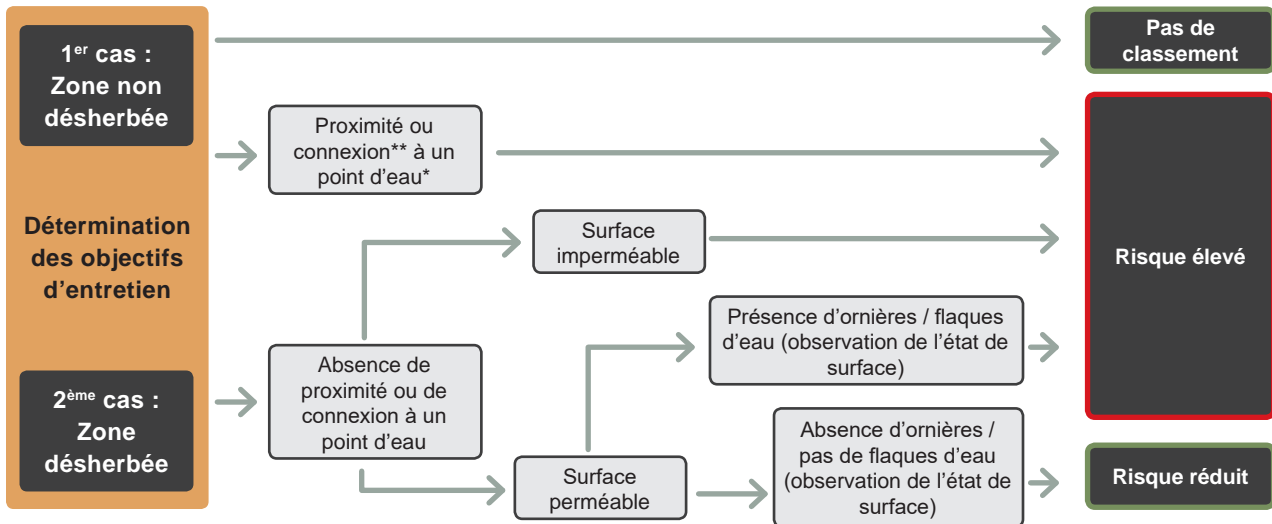 1er cas :
Zone non
désherbée
Détermination
des objectifs
d'entretien
2ème cas :
Zone
désherbée
Proximité ou
connexion** à un
point d'eau*
Absence de
proximité ou de
connexion à un
point d'eau
Surface
imperméable
Surface
perméable
Présence d'ornières / flaques
d'eau (observation de l'état de
surface)
Absence d'ornières /
pas de flaques d'eau
(observation de l'état de
surface)
Pas de
classement
Risque élevé
Risque réduit